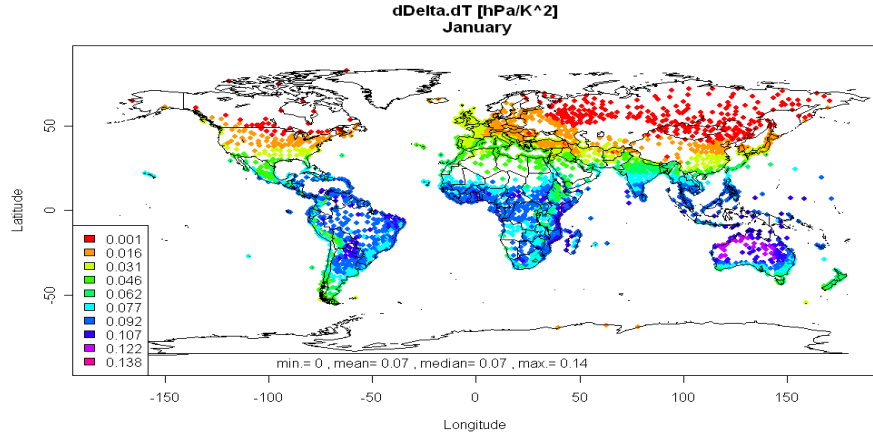 dDelta.dT [hPa/K^2]
January
Latitude
50
0
-50
0.001
0.016
0.031
0.046
0.062
0.077
0.092
0.107
0.122
0.138
min.= 0 , mean= 0.07 , median= 0.07 , max.= 0.14
-150 -100 -50 0 50 100 150
Longitude